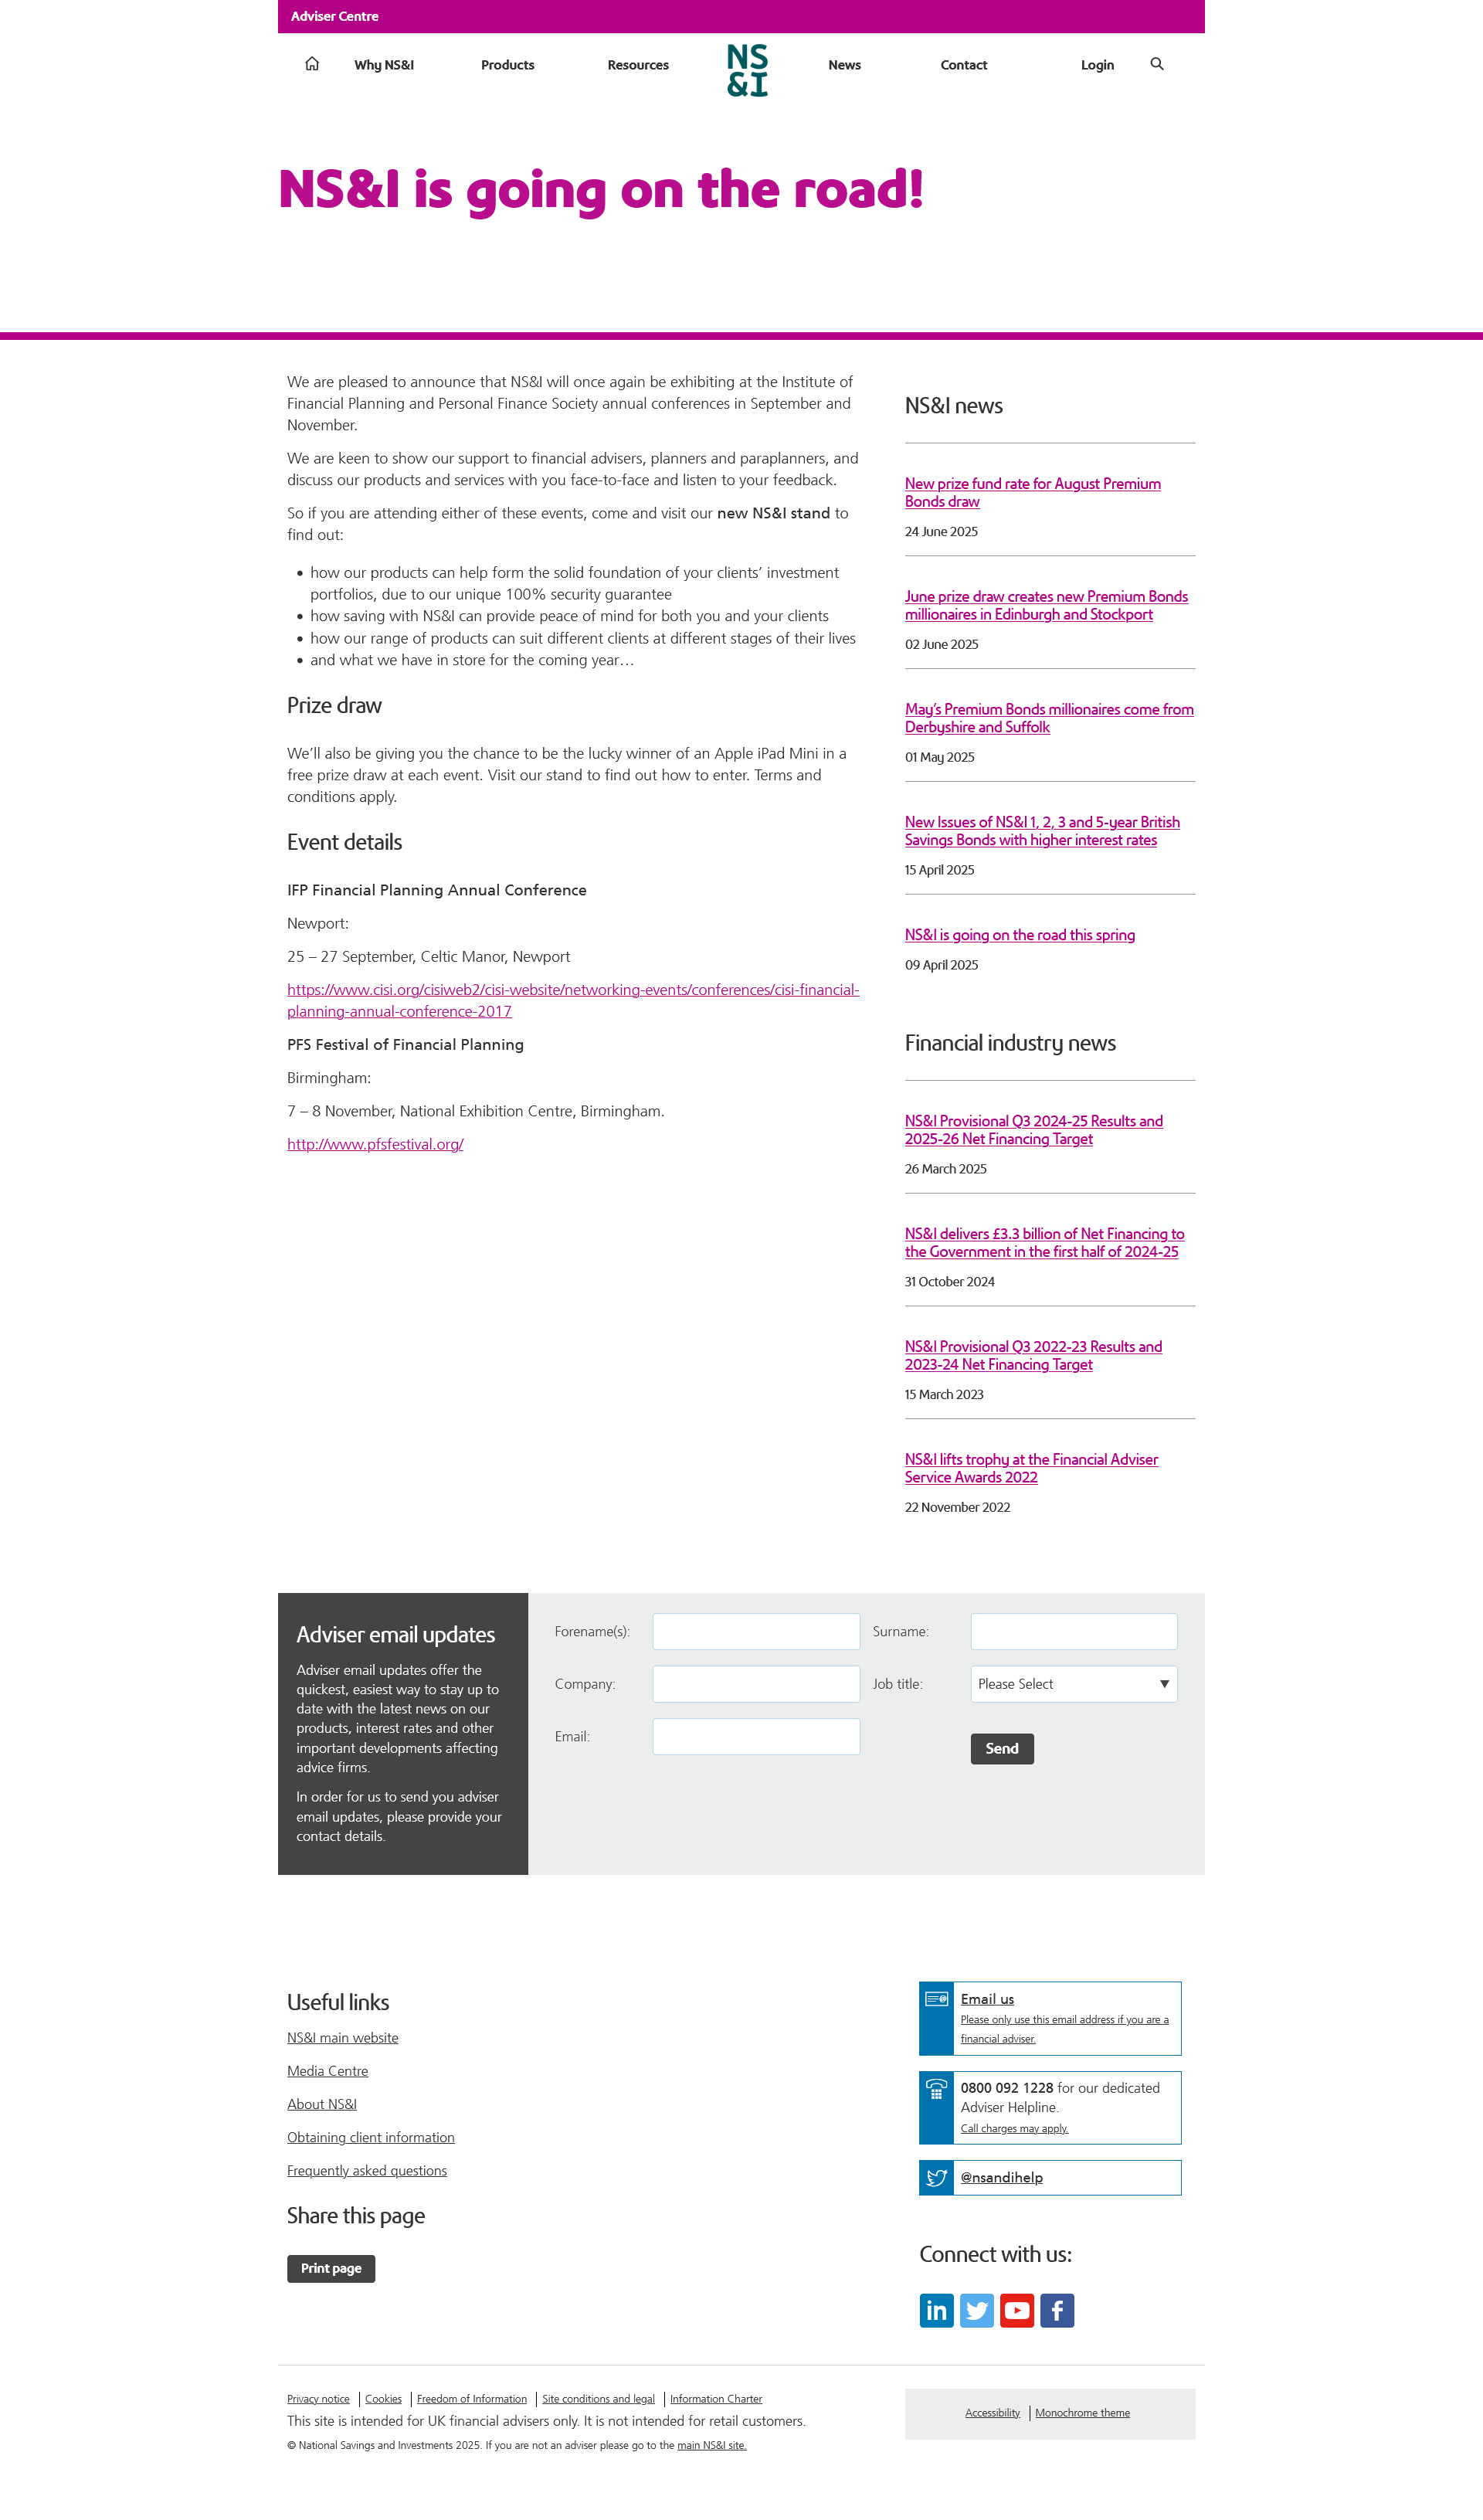 Adviser Centre
Why NS&I
Products
Resources
NS
&I
News
Contact
Login
NS&I is going on the road!
We are pleased to announce that NS&I will once again be exhibiting at the Institute of
Financial Planning and Personal Finance Society annual conferences in September and
November.
We are keen to show our support to financial advisers, planners and paraplanners, and
discuss our products and services with you face-to-face and listen to your feedback.
So if you are attending either of these events, come and visit our new NS&I stand to
find out:
• how our products can help form the solid foundation of your clients’ investment
portfolios, due to our unique 100% security guarantee
• how saving with NS&I can provide peace of mind for both you and your clients
• how our range of products can suit different clients at different stages of their lives
• and what we have in store for the coming year…
Prize draw
We’ll also be giving you the chance to be the lucky winner of an Apple iPad Mini in a
free prize draw at each event. Visit our stand to find out how to enter. Terms and
conditions apply.
Event details
IFP Financial Planning Annual Conference
Newport:
25 – 27 September, Celtic Manor, Newport
https://www.cisi.org/cisiweb2/cisi-website/networking-events/conferences/cisi-financial-
planning-annual-conference-2017
PFS Festival of Financial Planning
Birmingham:
7 – 8 November, National Exhibition Centre, Birmingham.
http://www.pfsfestival.org/
NS&I news
New prize fund rate for August Premium
Bonds draw
24 June 2025
June prize draw creates new Premium Bonds
millionaires in Edinburgh and Stockport
02 June 2025
May’s Premium Bonds millionaires come from
Derbyshire and Suffolk
01 May 2025
New Issues of NS&I 1, 2, 3 and 5-year British
Savings Bonds with higher interest rates
15 April 2025
NS&I is going on the road this spring
09 April 2025
Financial industry news
NS&I Provisional Q3 2024-25 Results and
2025-26 Net Financing Target
26 March 2025
NS&I delivers £3.3 billion of Net Financing to
the Government in the first half of 2024-25
31 October 2024
NS&I Provisional Q3 2022-23 Results and
2023-24 Net Financing Target
15 March 2023
NS&I lifts trophy at the Financial Adviser
Service Awards 2022
22 November 2022
Adviser email updates
Adviser email updates offer the
quickest, easiest way to stay up to
date with the latest news on our
products, interest rates and other
important developments affecting
advice firms.
In order for us to send you adviser
email updates, please provide your
contact details.
Forename(s):
Surname:
Company:
Job title:
Please Select
Email:
Send
Useful links
NS&I main website
Media Centre
About NS&I
Obtaining client information
Frequently asked questions
Share this page
Print page
Email us
Please only use this email address if you are a
financial adviser.
0800 092 1228 for our dedicated
Adviser Helpline.
Call charges may apply.
@nsandihelp
Connect with us:
Privacy notice
Cookies
Freedom of Information
Site conditions and legal
Information Charter
This site is intended for UK financial advisers only. It is not intended for retail customers.
© National Savings and Investments 2025. If you are not an adviser please go to the main NS&I site.
Accessibility
Monochrome theme